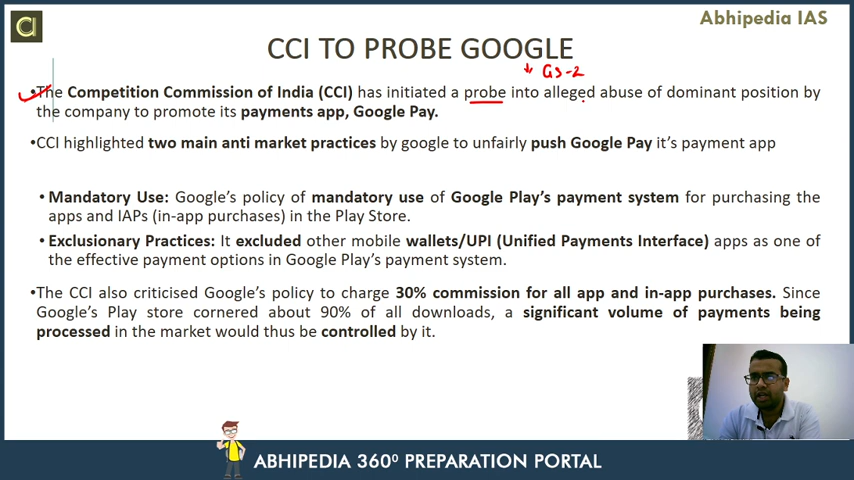 Abhipedia IAS
CCI TO PROBE GOOGLE
GS-2
•The Competition Commission of India (CCI) has initiated a probe into alleged abuse of dominant position by
the company to promote its payments app, Google Pay.
•CCI highlighted two main anti market practices by google to unfairly push Google Pay it's payment app
• Mandatory Use: Google's policy of mandatory use of Google Play's payment system for purchasing the
apps and IAPs (in-app purchases) in the Play Store.
• Exclusionary Practices: It excluded other mobile wallets/UPI (Unified Payments Interface) apps as one of
the effective payment options in Google Play's payment system.
•The CCI also criticised Google's policy to charge 30% commission for all app and in-app purchases. Since
Google's Play store cornered about 90% of all downloads, a significant volume of payments being
processed in the market would thus be controlled by it.
ABHIPEDIA 360⁰ PREPARATION PORTAL